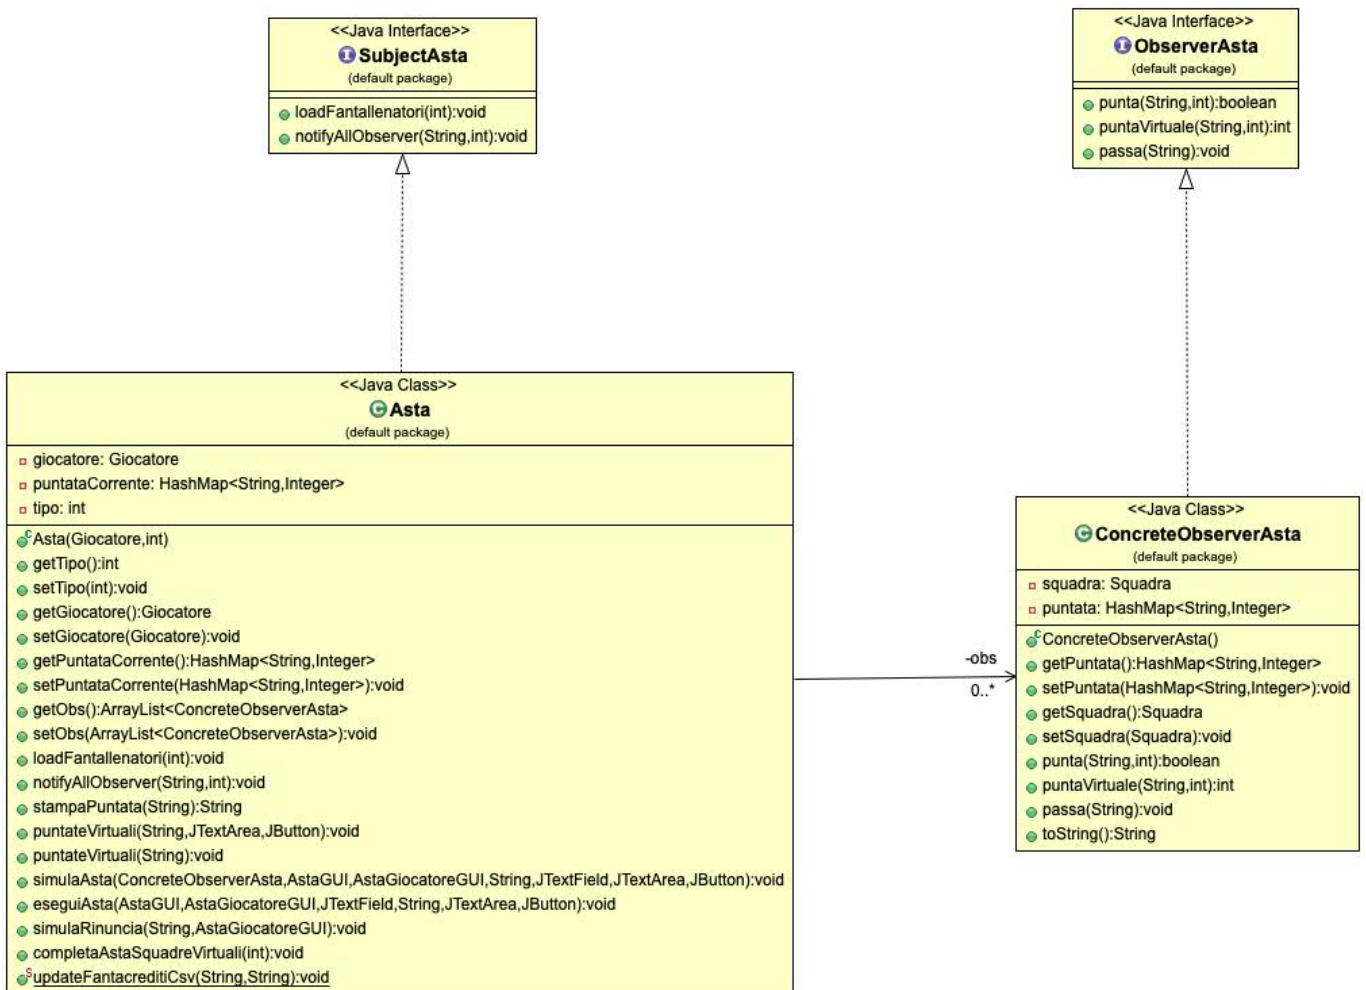 <<Java Interface>>
SubjectAsta
(default package)
loadFantallenatori(int):void
notifyAllObserver(String,int):void
<<Java Interface>>
ObserverAsta
(default package)
punta(String,int):boolean
puntaVirtuale(String,int):int
passa(String):void
<<Java Class>>
Asta
(default package)
giocatore: Giocatore
puntataCorrente: HashMap<String,Integer>
tipo: int
Asta(Giocatore,int)
getTipo():int
setTipo(int):void
getGiocatore():Giocatore
setGiocatore(Giocatore):void
getPuntataCorrente():HashMap<String,Integer>
setPuntataCorrente(HashMap<String,Integer>):void
getObs():ArrayList<ConcreteObserverAsta>
setObs(ArrayList<ConcreteObserverAsta>):void
loadFantallenatori(int):void
notifyAllObserver(String,int):void
stampaPuntata(String):String
puntateVirtuali(String,JTextArea,JButton):void
puntateVirtuali(String):void
simulaAsta(ConcreteObserverAsta,AstaGUI,AstaGiocatoreGUI,String,JTextField,JTextArea,JButton):void
eseguiAsta(AstaGUI,AstaGiocatoreGUI,JTextField,String,JTextArea,JButton):void
simulaRinuncia(String,AstaGiocatoreGUI):void
completaAstaSquadreVirtuali(int):void
updateFantacreditiCsv(String,String):void
-obs
0..*
<<Java Class>>
ConcreteObserverAsta
(default package)
squadra: Squadra
puntata: HashMap<String,Integer>
ConcreteObserverAsta()
getPuntata():HashMap<String,Integer>
setPuntata(HashMap<String,Integer>):void
getSquadra():Squadra
setSquadra(Squadra):void
punta(String,int):boolean
puntaVirtuale(String,int):int
passa(String):void
toString():String